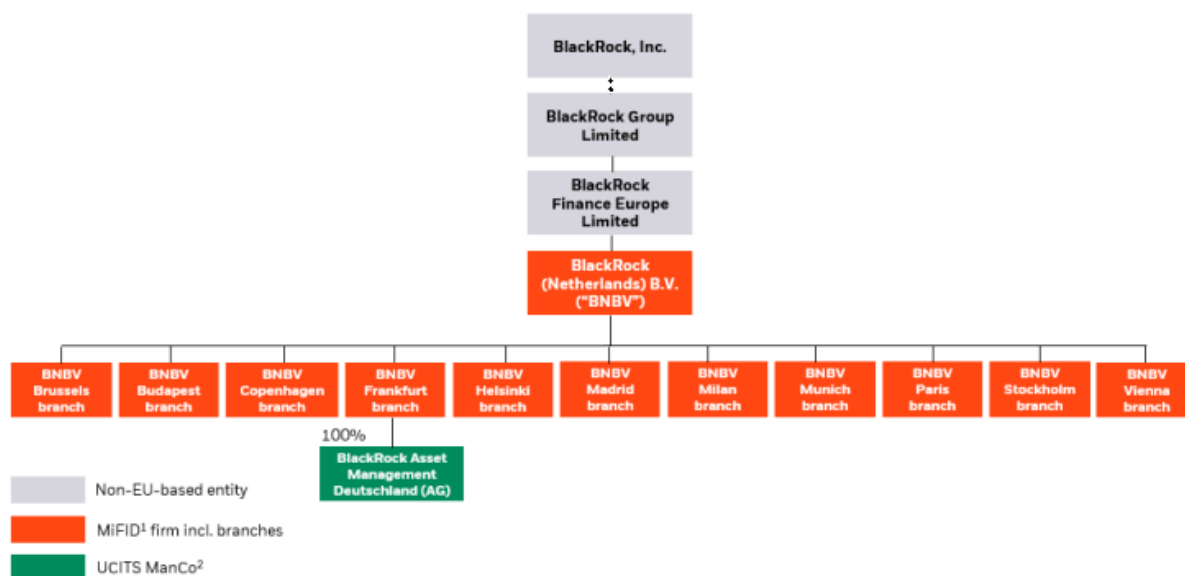 BlackRock, Inc.
BlackRock Group
Limited
BlackRock
Finance Europe
Limited
BlackRock
(Netherlands) B.V.
("BNBV")
BNBV
Brussels
branch
BNBV
Budapest
branch
BNBV
Copenhagen
branch
BNBV
Frankfurt
branch
BNBV
Helsinki
branch
BNBV
Madrid
branch
BNBV
Milan
branch
BNBV
Munich
branch
BNBV
Paris
branch
BNBV
Stockholm
branch
BNBV
Vienna
branch
100%
BlackRock Asset
Management
Deutschland (AG)
Non-EU-based entity
MiFID¹ firm incl. branches
UCITS ManCo²